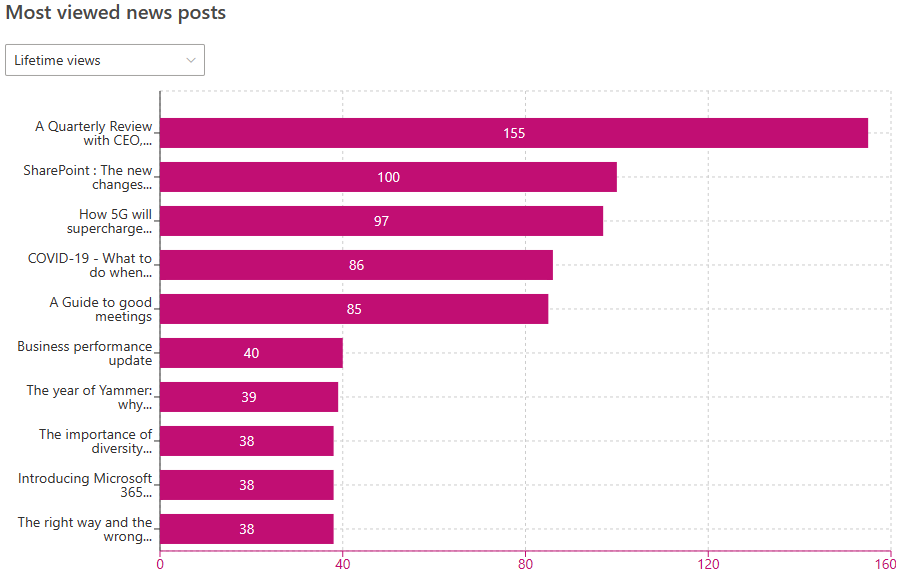 Most viewed news posts
Lifetime views
A Quarterly Review
with CEO,...
155
SharePoint : The new
changes...
100
How 5G will
supercharge...
97
COVID-19 - What to
do when...
86
A Guide to good
meetings
85
Business performance
update
40
The year of Yammer:
why...
39
The importance of
diversity...
38
Introducing Microsoft
365...
38
The right way and the
wrong...
38
0 40 80 120 160